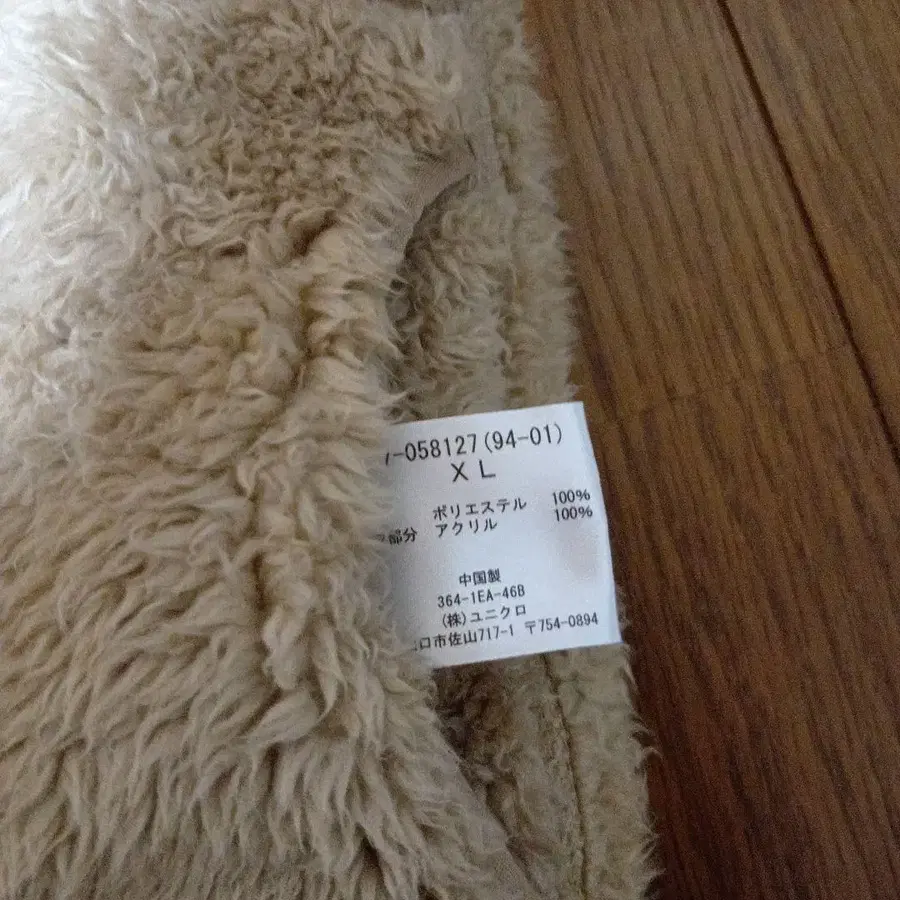 -058127(94-01)
XL
ポリエステル 100%
部分 アクリル 100%
中国製
364-1EA-46B
(株)ユニクロ
口市佐山717-1 〒754-0894